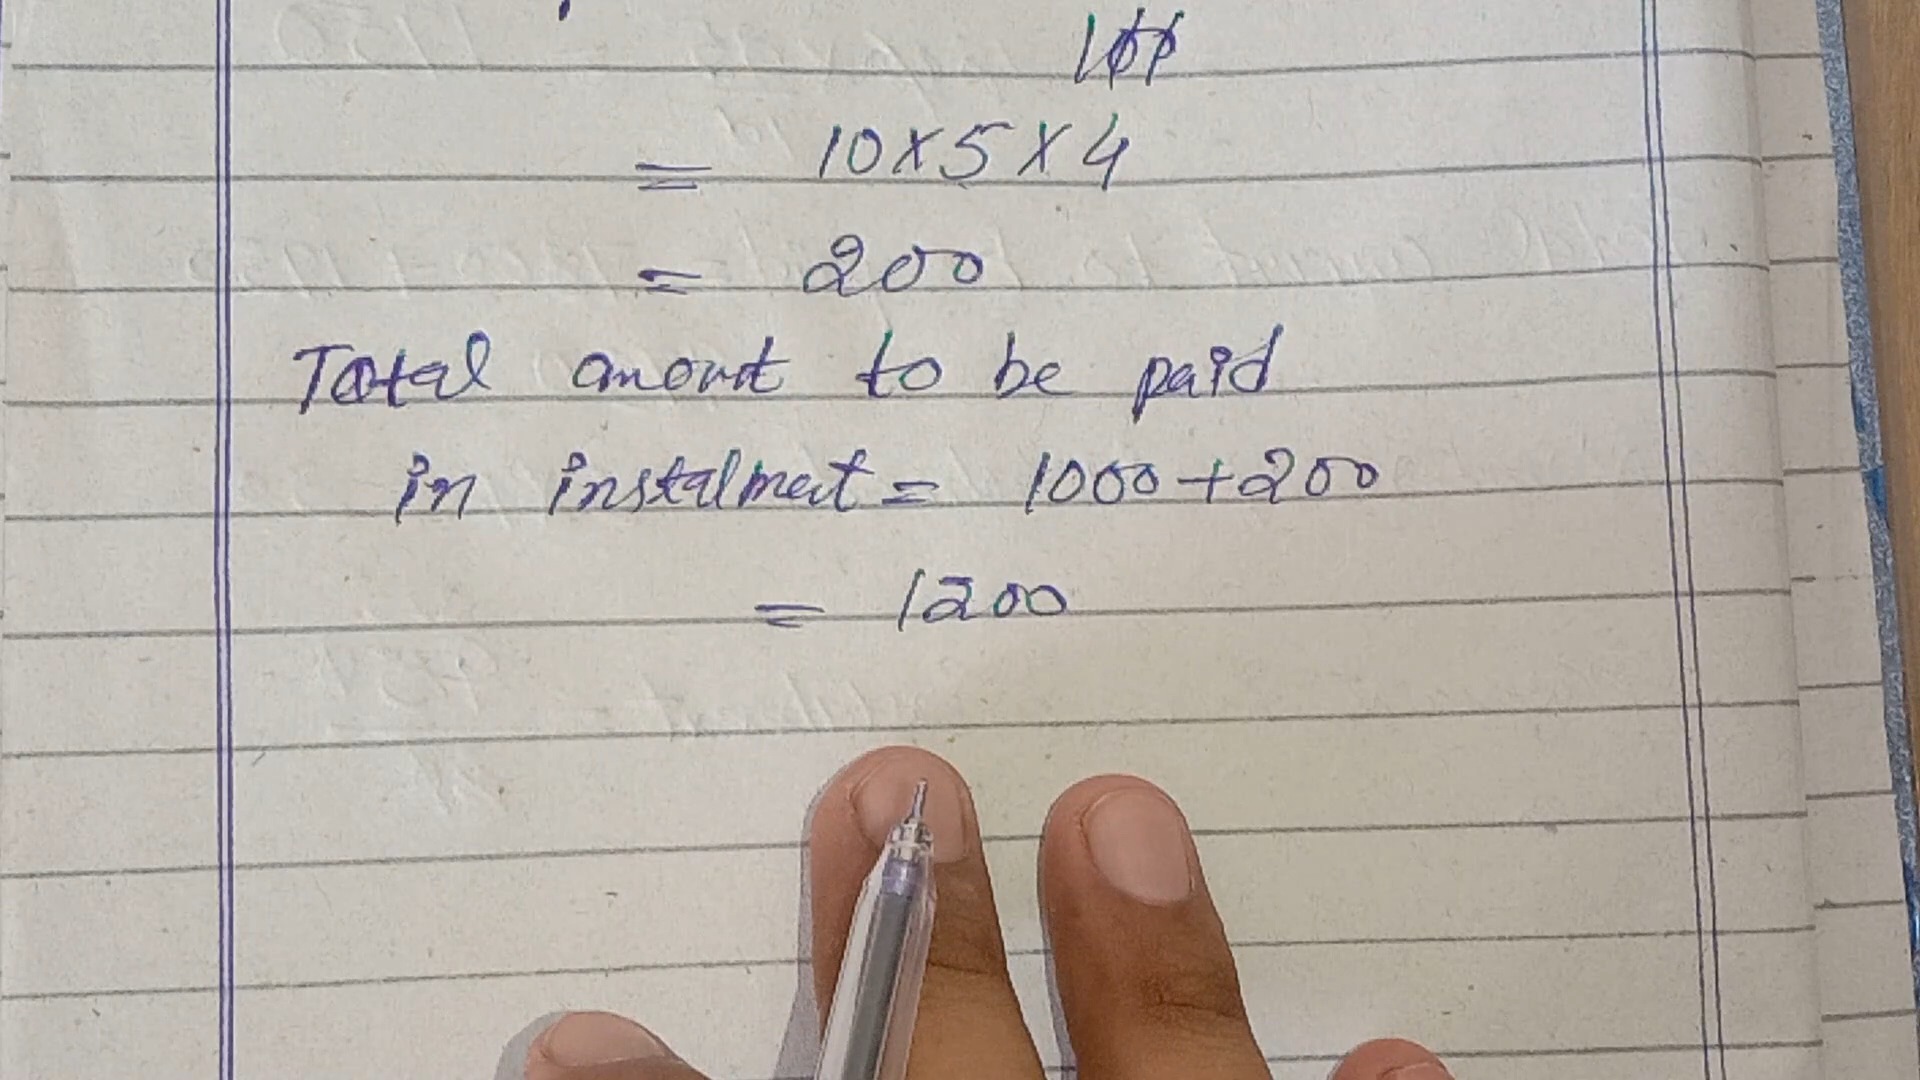 100
= 10×5×4
= 200
Total amount to be paid
in instalment = 1000+200
= 1200